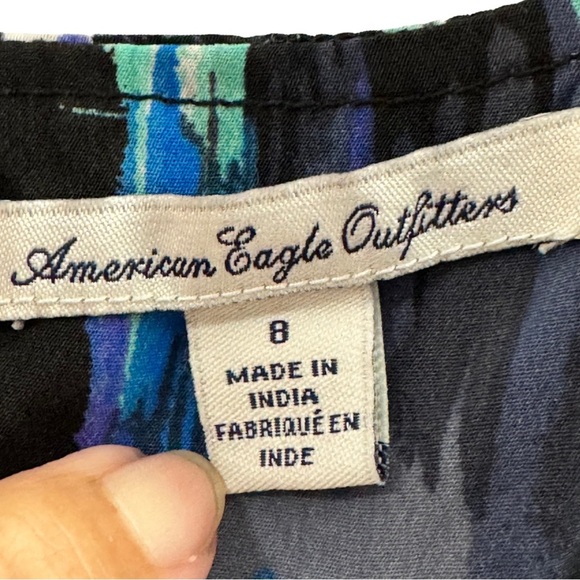 American Eagle Outfitters
8
MADE IN
INDIA
FABRIQUÉ EN
INDE